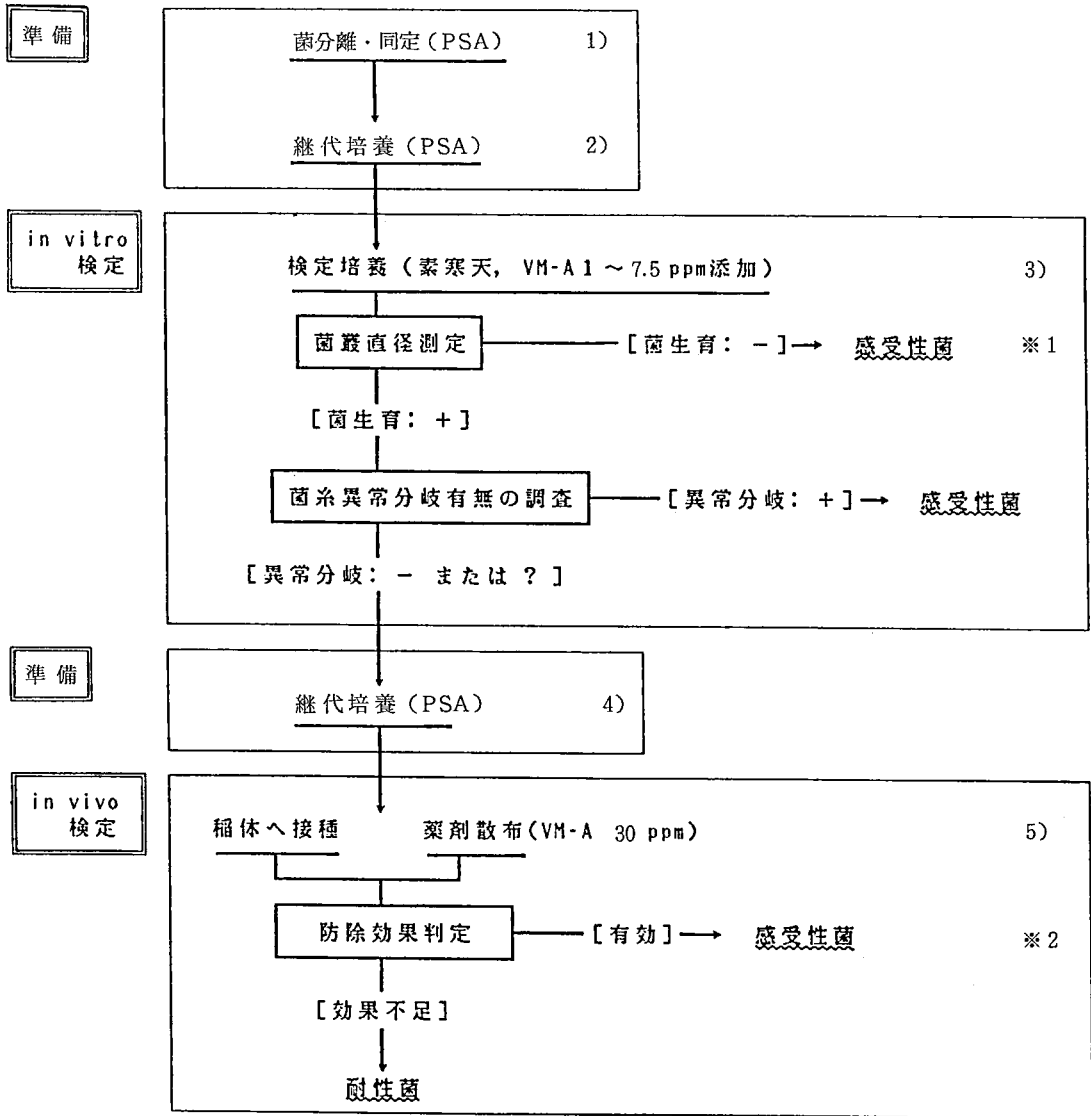 準備
菌分離・同定(PSA) 1)
継代培養(PSA) 2)
in vitro
検定
検定培養(素寒天, VM-A1~7.5ppm添加) 3)
菌叢直径測定 [菌生育: -] 感受性菌 ※1
[菌生育: +]
菌糸異常分岐有無の調査 [異常分岐: +] 感受性菌
[異常分岐: - または ? ]
準備
継代培養(PSA) 4)
in vivo
検定
稲体へ接種 薬剤散布(VM-A 30 ppm) 5)
防除効果判定 [有効] 感受性菌 ※2
[効果不足]
耐性菌